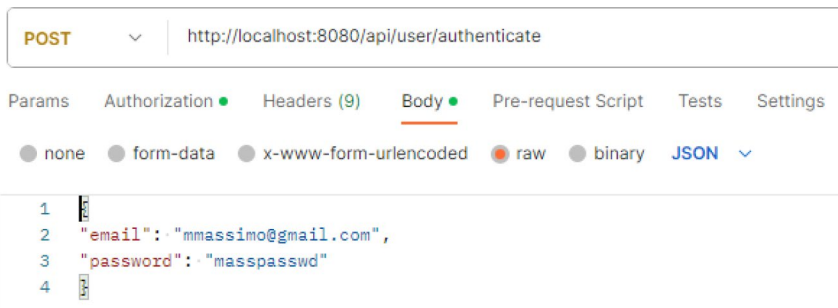 POST http://localhost:8080/api/user/authenticate
Params Authorization Headers (9) Body Pre-request Script Tests Settings
none form-data x-www-form-urlencoded raw binary JSON
1 {
2 "email": "mmassimo@gmail.com",
3 "password": "masspasswd"
4 }